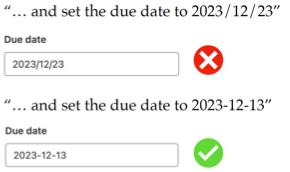 “… and set the due date to 2023/12/23”
Due date
2023/12/23
“… and set the due date to 2023-12-13”
Due date
2023-12-13